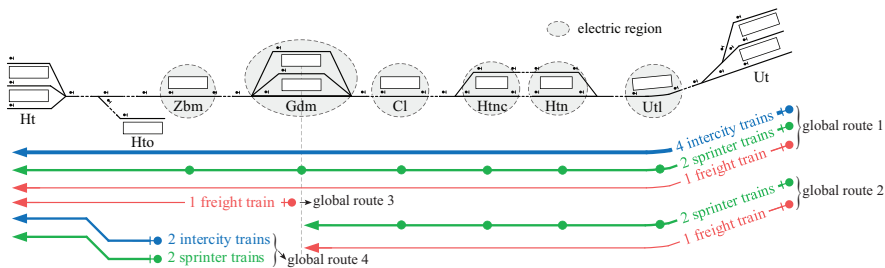 electric region
Ht
Hto
Zbm
Gdm
Cl
Htnc
Htn
Utl
Ut
4 intercity trains
2 sprinter trains
1 freight train
global route 1
1 freight train
global route 3
2 sprinter trains
1 freight train
global route 2
2 intercity trains
2 sprinter trains
global route 4